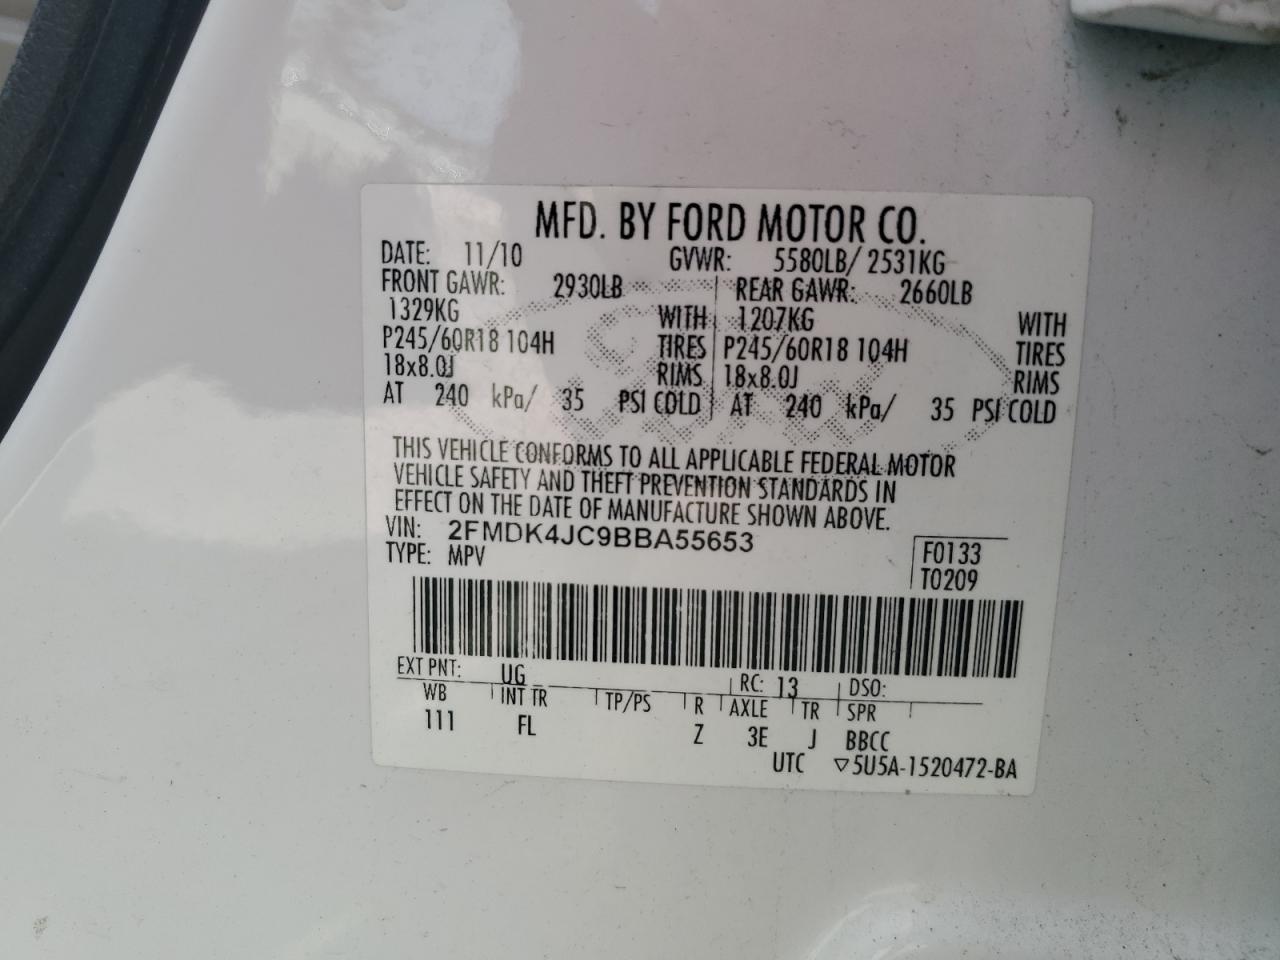 MFD. BY FORD MOTOR CO.
DATE: 11/10 GVWR: 5580LB/ 2531KG
FRONT GAWR: 2930LB REAR GAWR: 2660LB
1329KG WITH 1207KG WITH
P245/60R18 104H TIRES P245/60R18 104H TIRES
18x8.0J RIMS 18x8.0J RIMS
AT 240 kPa/ 35 PSI COLD AT 240 kPa/ 35 PSI COLD
THIS VEHICLE CONFORMS TO ALL APPLICABLE FEDERAL MOTOR
VEHICLE SAFETY AND THEFT PREVENTION STANDARDS IN
EFFECT ON THE DATE OF MANUFACTURE SHOWN ABOVE.
VIN: 2FMDK4JC9BBA55653 F0133
TYPE: MPV T0209
EXT PNT: UG RC: 13 DSO:
WB INT TR TP/PS R AXLE TR SPR
111 FL Z 3E J BBCC
UTC ▽5U5A-1520472-BA